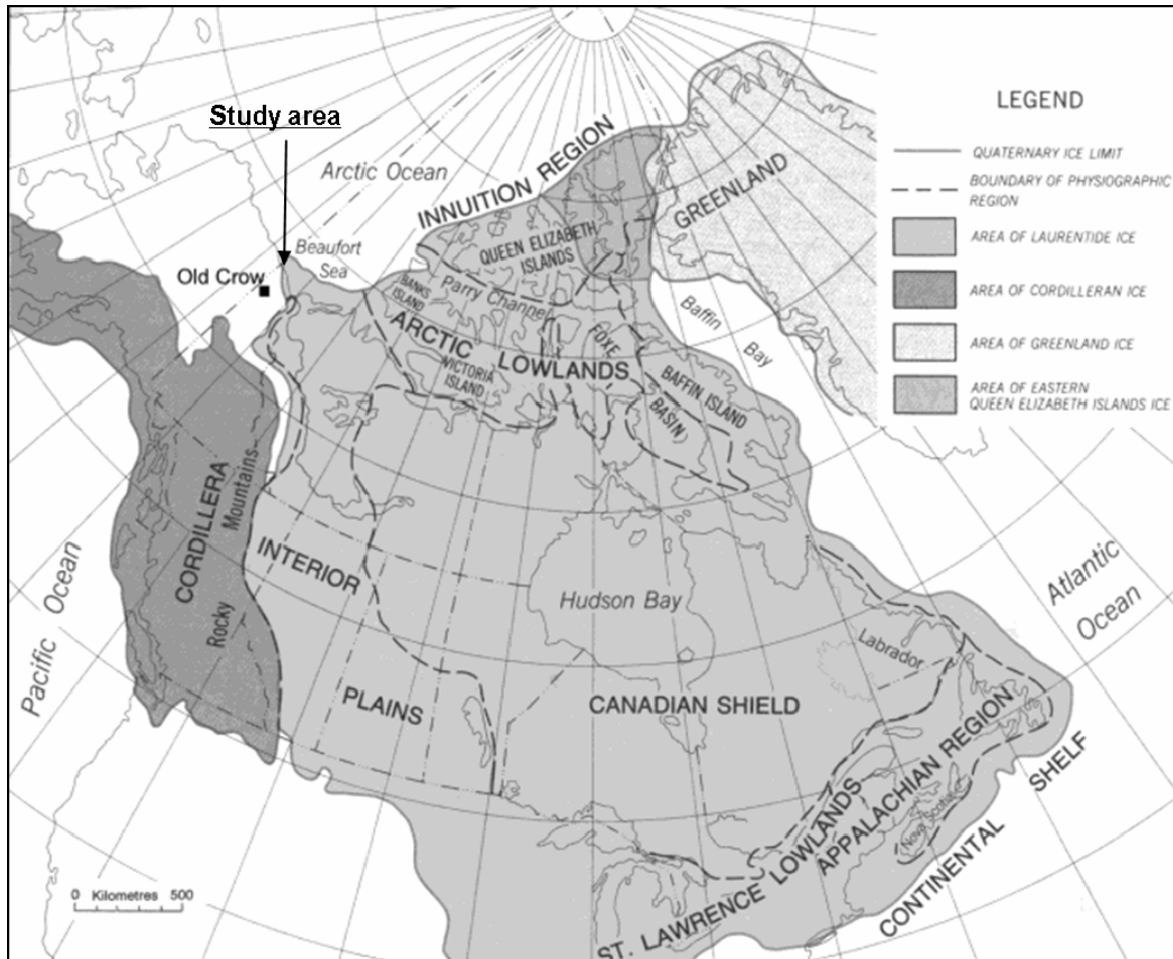 Study area
Arctic Ocean
INNUITION REGION
GREENLAND
Beaufort
Sea
Old Crow
QUEEN ELIZABETH
ISLANDS
Parry Channel
BANKS
ISLAND
ARCTIC LOWLANDS
VICTORIA
ISLAND
FOXE
BASIN
BAFFIN ISLAND
Baffin
Bay
LEGEND
QUATERNARY ICE LIMIT
BOUNDARY OF PHYSIOGRAPHIC
REGION
AREA OF LAURENTIDE ICE
AREA OF CORDILLERAN ICE
AREA OF GREENLAND ICE
AREA OF EASTERN
QUEEN ELIZABETH ISLANDS ICE
Pacific Ocean
CORDILLERA
Rocky Mountains
INTERIOR
PLAINS
Hudson Bay
CANADIAN SHIELD
Labrador
Atlantic
Ocean
ST. LAWRENCE LOWLANDS
APPALACHIAN REGION
Nova Scotia
CONTINENTAL SHELF
0 Kilometres 500